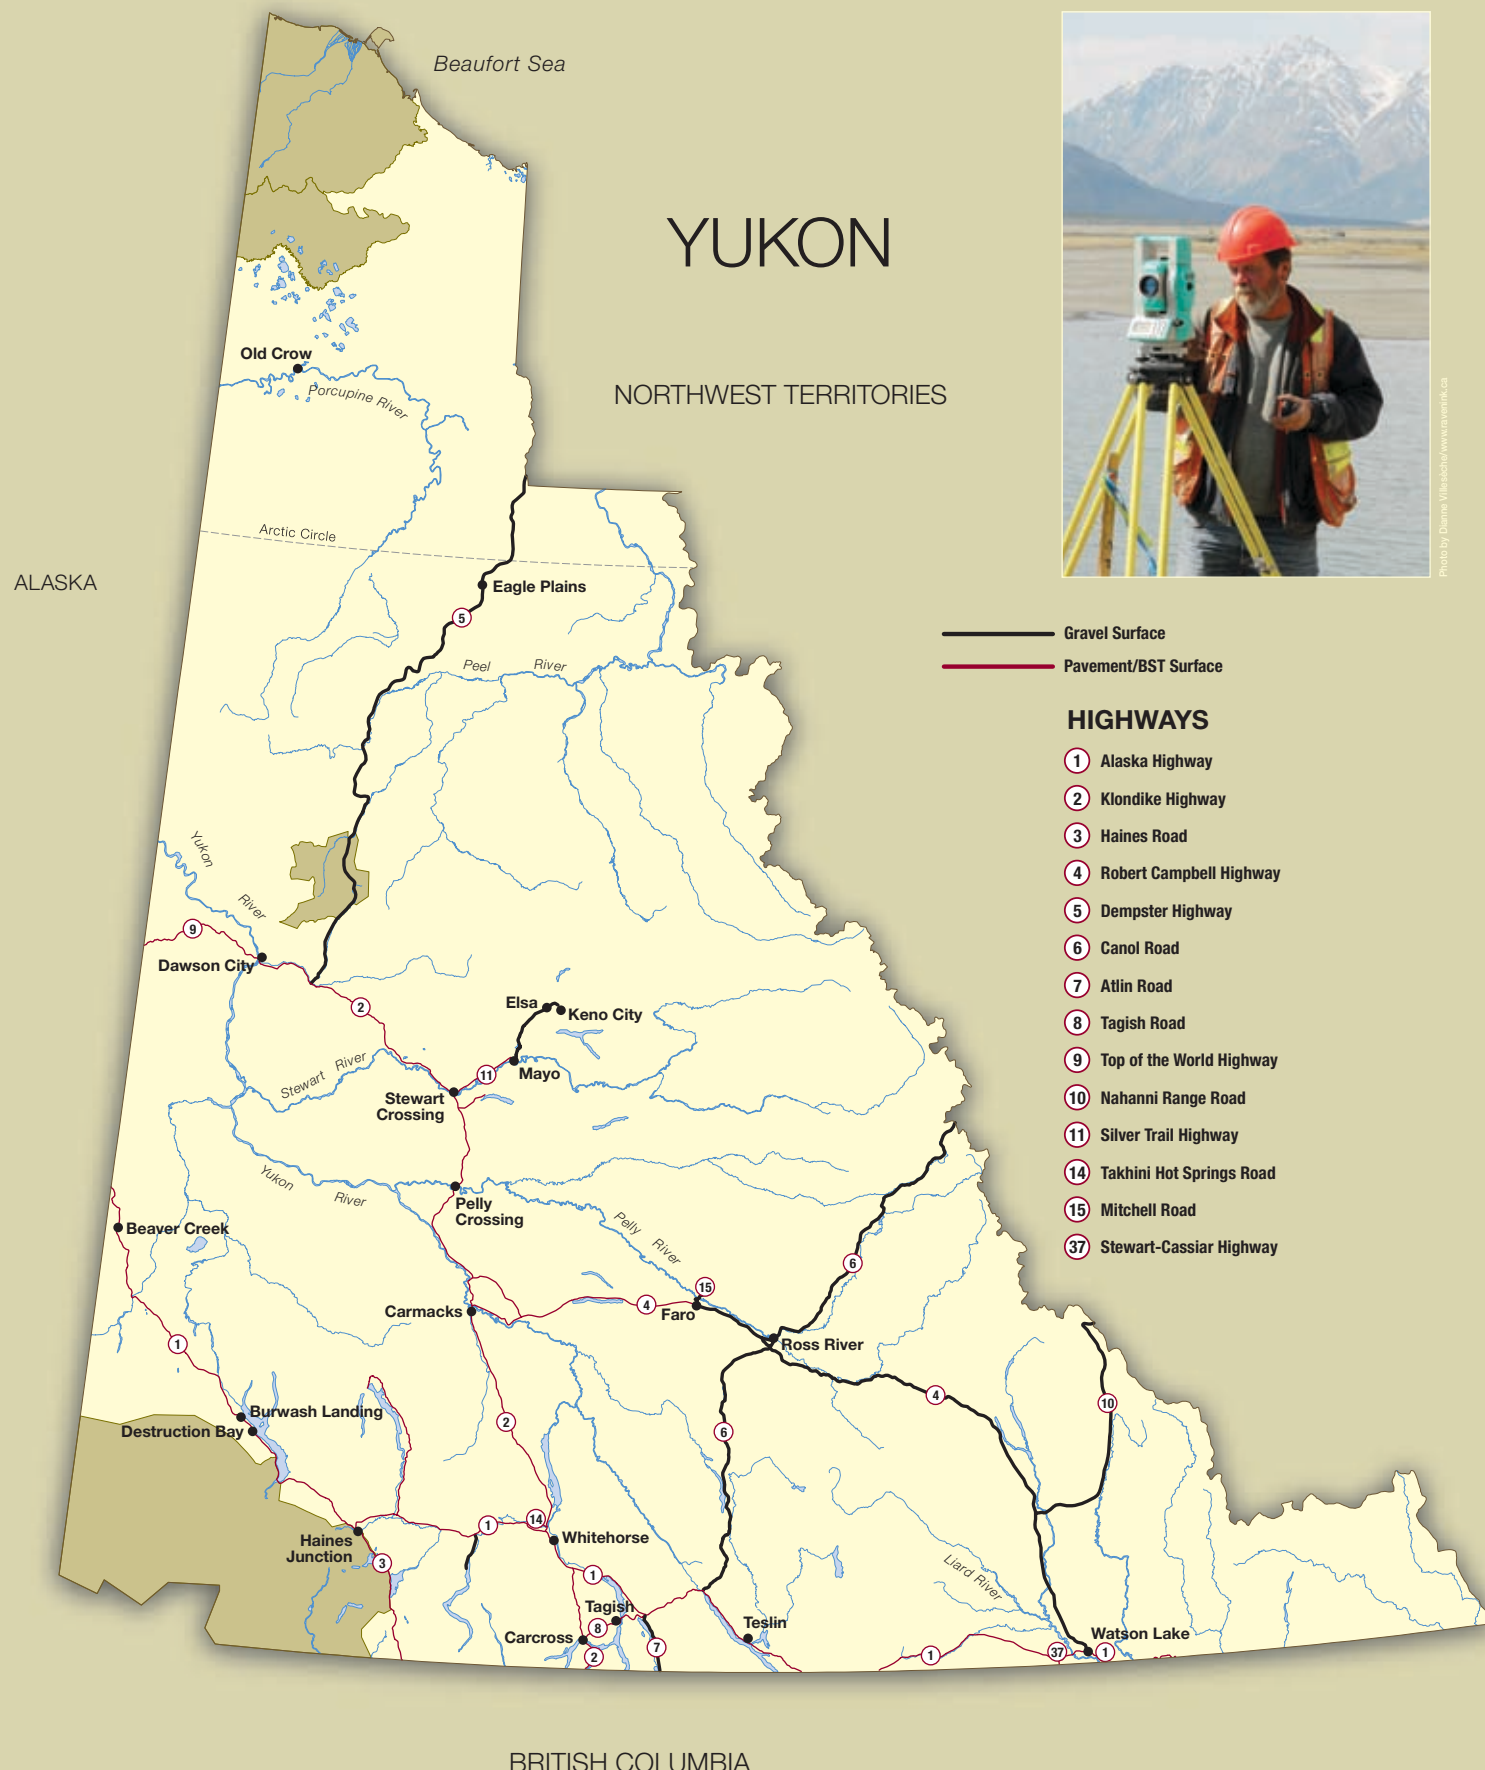 Beaufort Sea
YUKON
Old Crow
Porcupine River
NORTHWEST TERRITORIES
Photo by Dianne Villesèche/www.ravenink.ca
Arctic Circle
ALASKA
Eagle Plains
5
Peel River
Gravel Surface
Pavement/BST Surface
HIGHWAYS
1 Alaska Highway
2 Klondike Highway
3 Haines Road
4 Robert Campbell Highway
5 Dempster Highway
6 Canol Road
7 Atlin Road
8 Tagish Road
9 Top of the World Highway
10 Nahanni Range Road
11 Silver Trail Highway
14 Takhini Hot Springs Road
15 Mitchell Road
37 Stewart-Cassiar Highway
Yukon River
9
Dawson City
2
Elsa
Keno City
Stewart River
11
Mayo
Stewart
Crossing
Yukon River
Pelly
Crossing
Pelly River
Beaver Creek
6
15
4
Carmacks
Faro
1
Ross River
4
10
Burwash Landing
Destruction Bay
2
6
1
14
Whitehorse
Haines
Junction
3
1
Liard River
Tagish
8
Teslin
Carcross
2
7
Watson Lake
1
37
1
BRITISH COLUMBIA